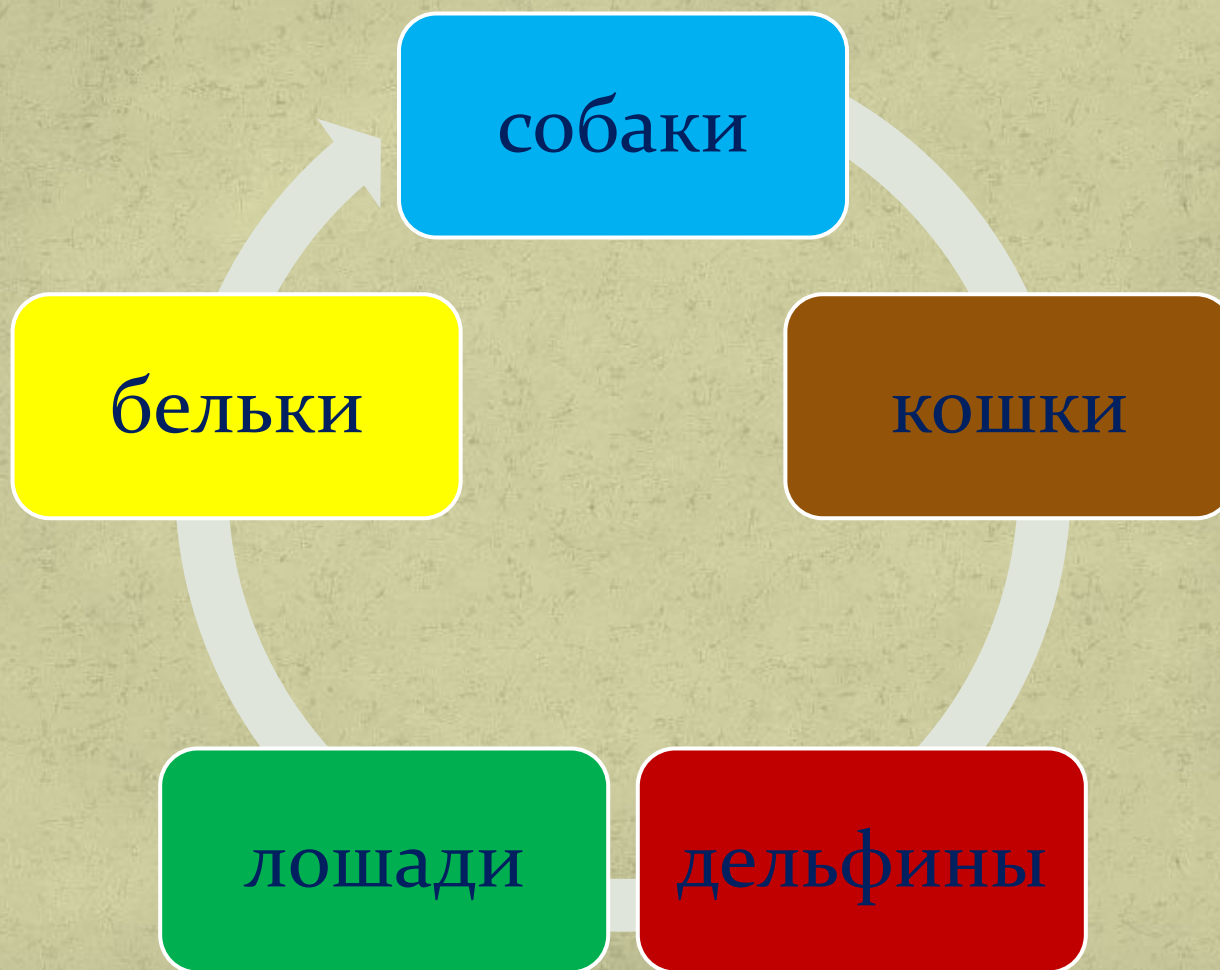 собаки
кошки
дельфины
лошади
бельки